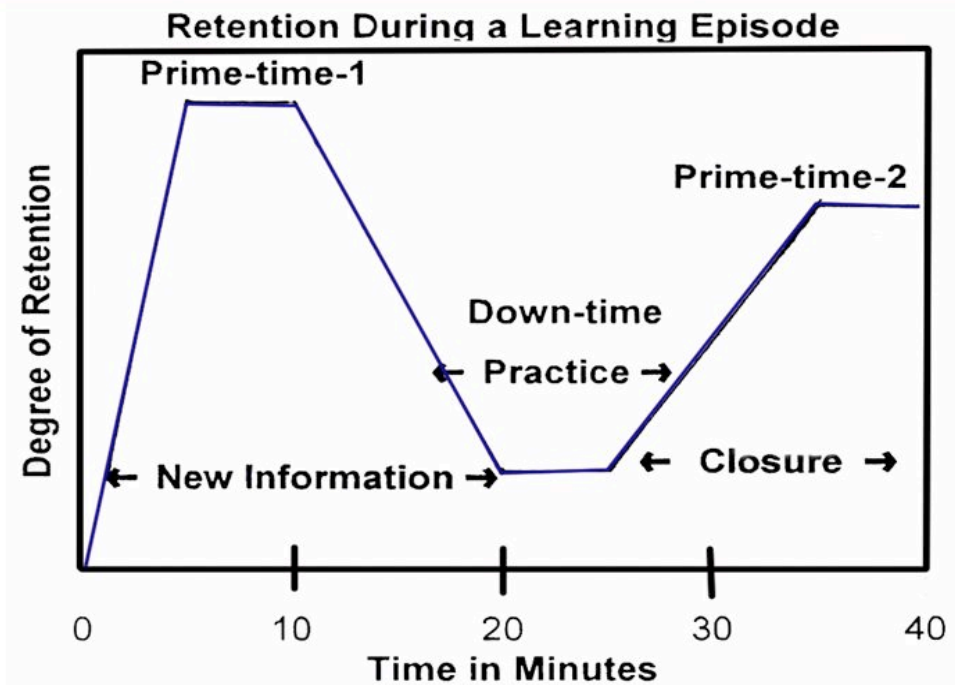 Retention During a Learning Episode
Prime-time-1
Prime-time-2
Degree of Retention
Down-time
Practice
New Information
Closure
0 10 20 30 40
Time in Minutes